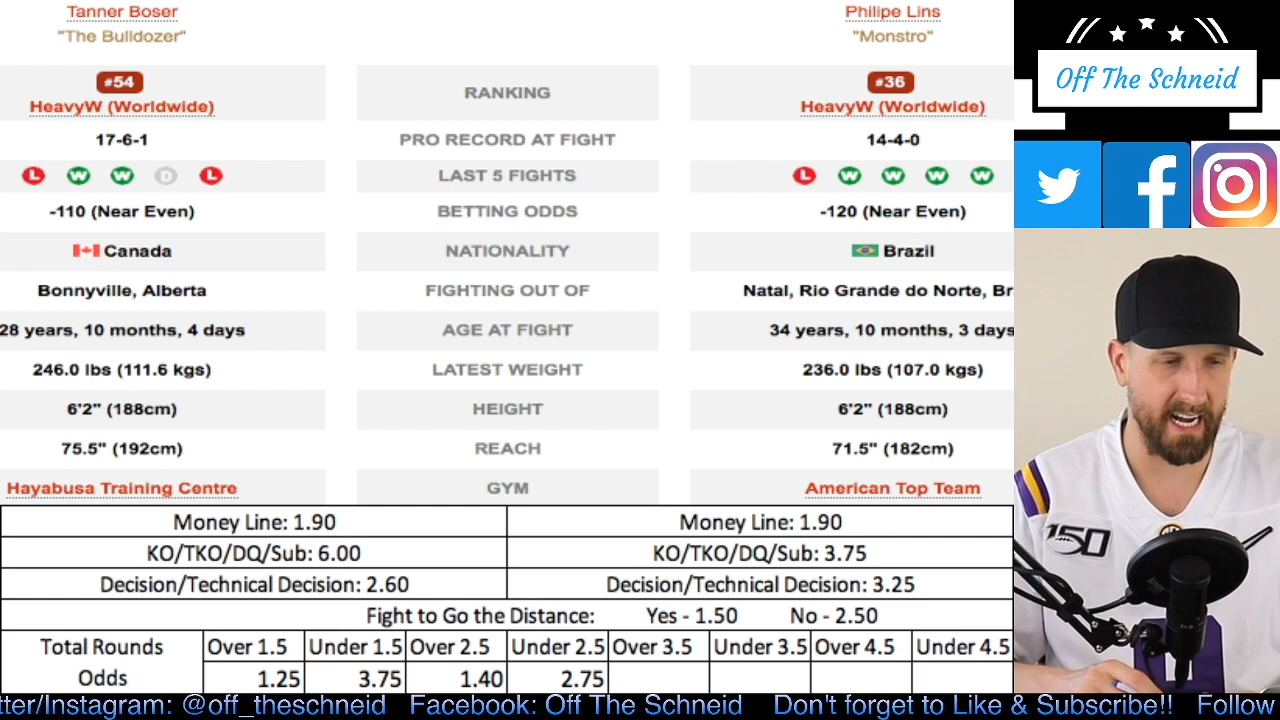 Tanner Boser
"The Bulldozer"
Philipe Lins
"Monstro"
#54
HeavyW (Worldwide)
RANKING
#36
HeavyW (Worldwide)
17-6-1
PRO RECORD AT FIGHT
14-4-0
L W W D L
LAST 5 FIGHTS
L W W W W
-110 (Near Even)
BETTING ODDS
-120 (Near Even)
Canada
NATIONALITY
Brazil
Bonnyville, Alberta
FIGHTING OUT OF
Natal, Rio Grande do Norte, Br
28 years, 10 months, 4 days
AGE AT FIGHT
34 years, 10 months, 3 days
246.0 lbs (111.6 kgs)
LATEST WEIGHT
236.0 lbs (107.0 kgs)
6'2" (188cm)
HEIGHT
6'2" (188cm)
75.5" (192cm)
REACH
71.5" (182cm)
Hayabusa Training Centre
GYM
American Top Team
Money Line: 1.90
Money Line: 1.90
KO/TKO/DQ/Sub: 6.00
KO/TKO/DQ/Sub: 3.75
Decision/Technical Decision: 2.60
Decision/Technical Decision: 3.25
Fight to Go the Distance: Yes - 1.50 No - 2.50
Total Rounds Over 1.5 Under 1.5 Over 2.5 Under 2.5 Over 3.5 Under 3.5 Over 4.5 Under 4.5
Odds 1.25 3.75 1.40 2.75
Off The Schneid
150
tter/Instagram: @off_theschneid Facebook: Off The Schneid Don't forget to Like & Subscribe!! Follow